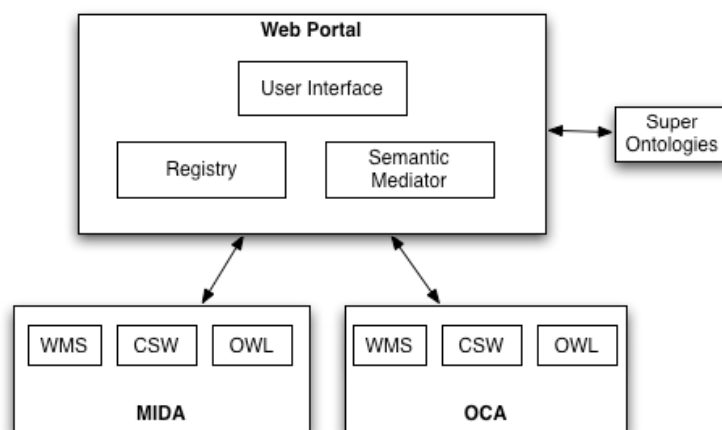 Web Portal
User Interface
Registry
Semantic
Mediator
Super
Ontologies
WMS
CSW
OWL
MIDA
WMS
CSW
OWL
OCA